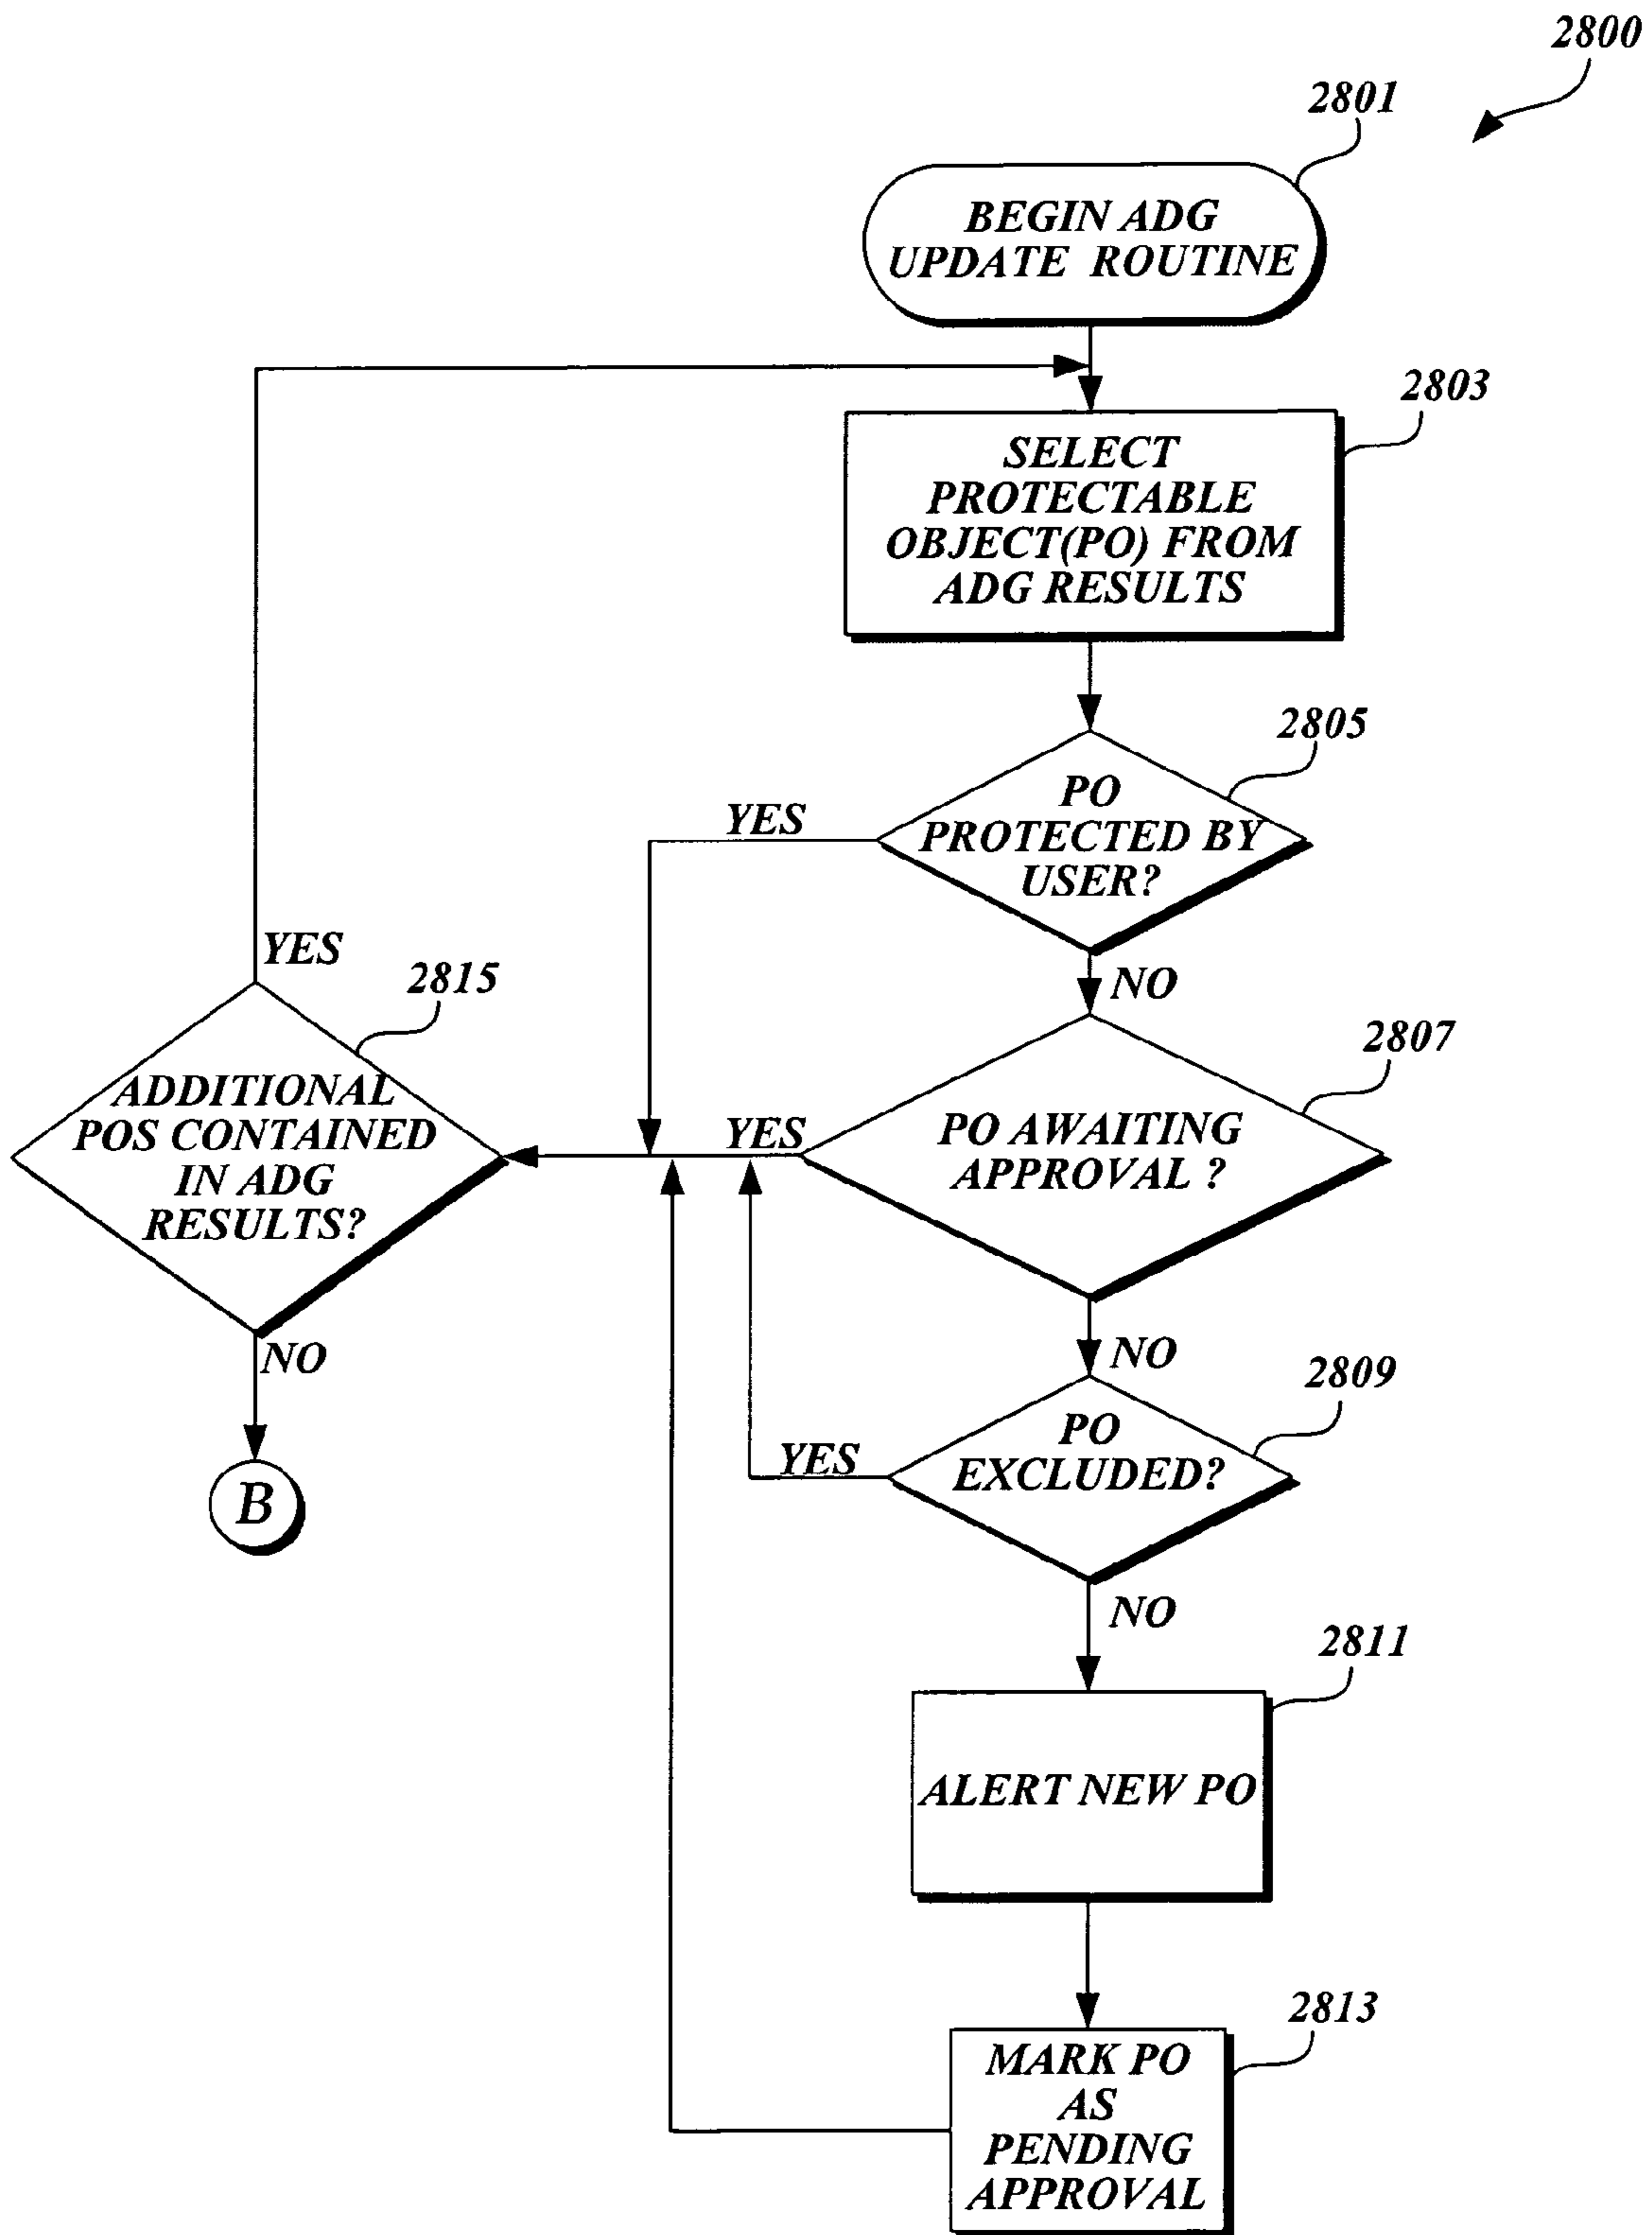 2800
2801
BEGIN ADG
UPDATE ROUTINE
2803
SELECT
PROTECTABLE
OBJECT(PO) FROM
ADG RESULTS
2805
PO
PROTECTED BY
USER?
YES
NO
YES
2815
ADDITIONAL
POS CONTAINED
IN ADG
RESULTS?
NO
B
2807
PO AWAITING
APPROVAL ?
YES
NO
2809
PO
EXCLUDED?
YES
NO
2811
ALERT NEW PO
2813
MARK PO
AS
PENDING
APPROVAL